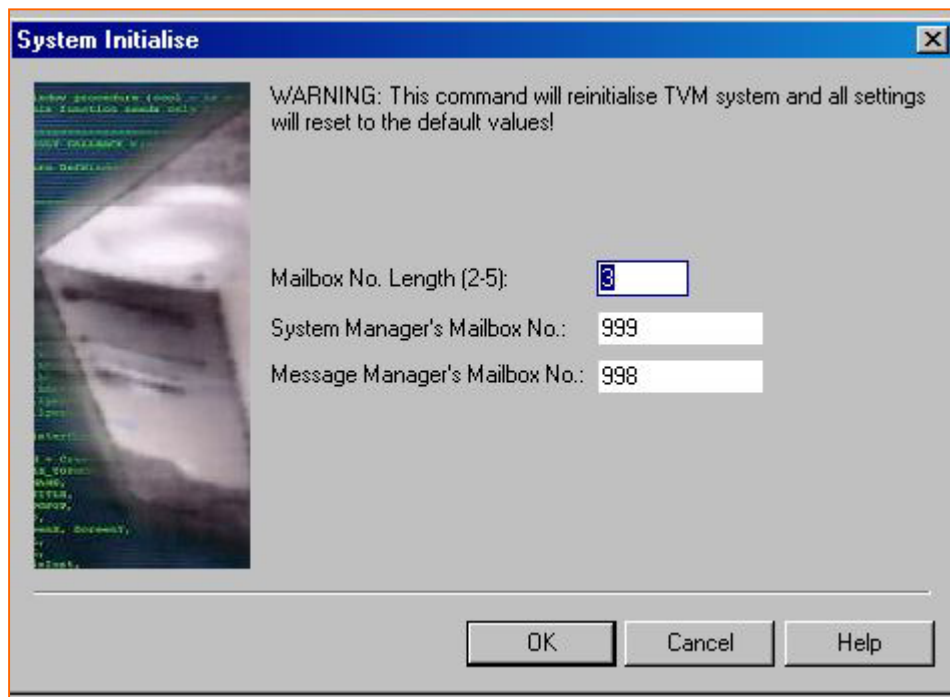 System Initialise
WARNING: This command will reinitialise TVM system and all settings
will reset to the default values!
Mailbox No. Length (2-5): 3
System Manager's Mailbox No.: 999
Message Manager's Mailbox No.: 998
OK Cancel Help